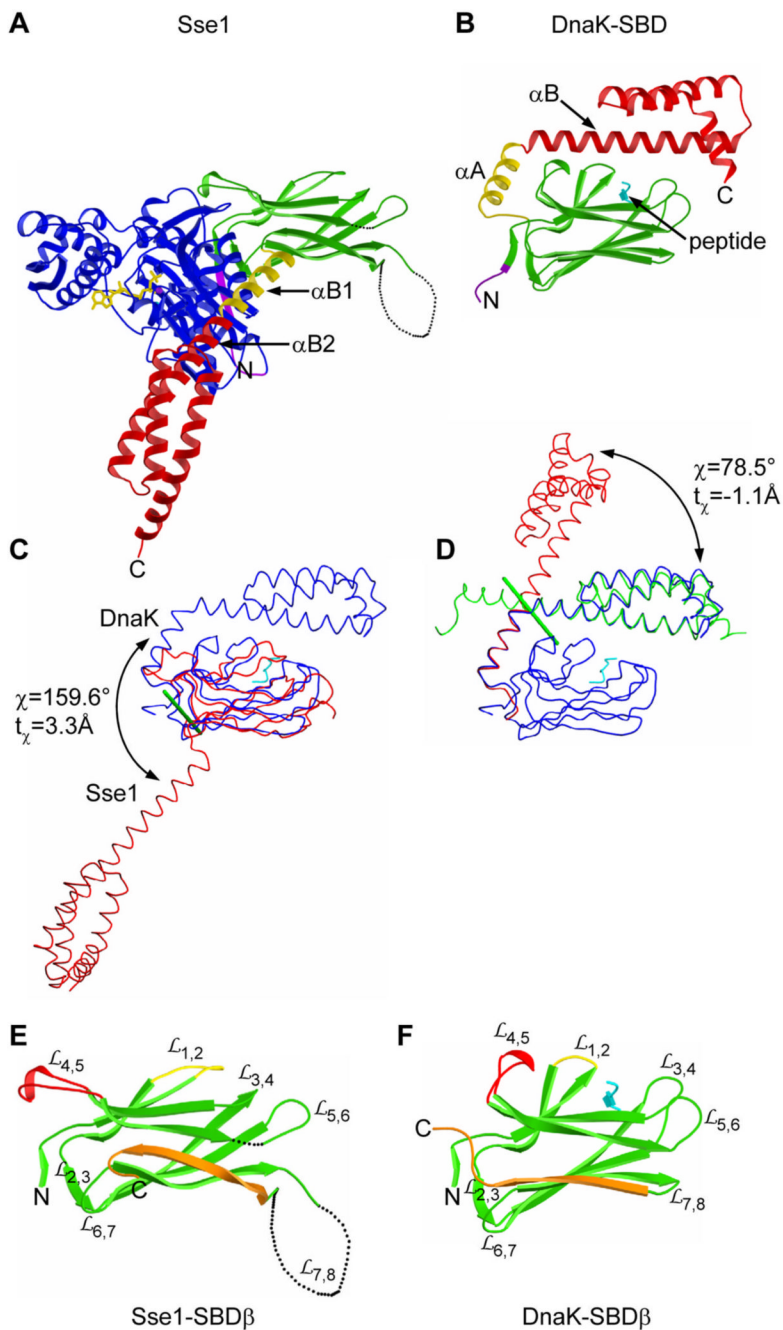 A
Sse1
B
DnaK-SBD
αB
αA
C
peptide
N
αB1
αB2
N
C
C
DnaK
χ=159.6°
tχ=3.3Å
Sse1
D
χ=78.5°
tχ=-1.1Å
E
ℒ4,5
ℒ1,2
ℒ3,4
ℒ5,6
ℒ2,3
N
C
ℒ6,7
ℒ7,8
Sse1-SBDβ
F
ℒ4,5
ℒ1,2
ℒ3,4
ℒ5,6
C
N
ℒ2,3
ℒ7,8
ℒ6,7
DnaK-SBDβ